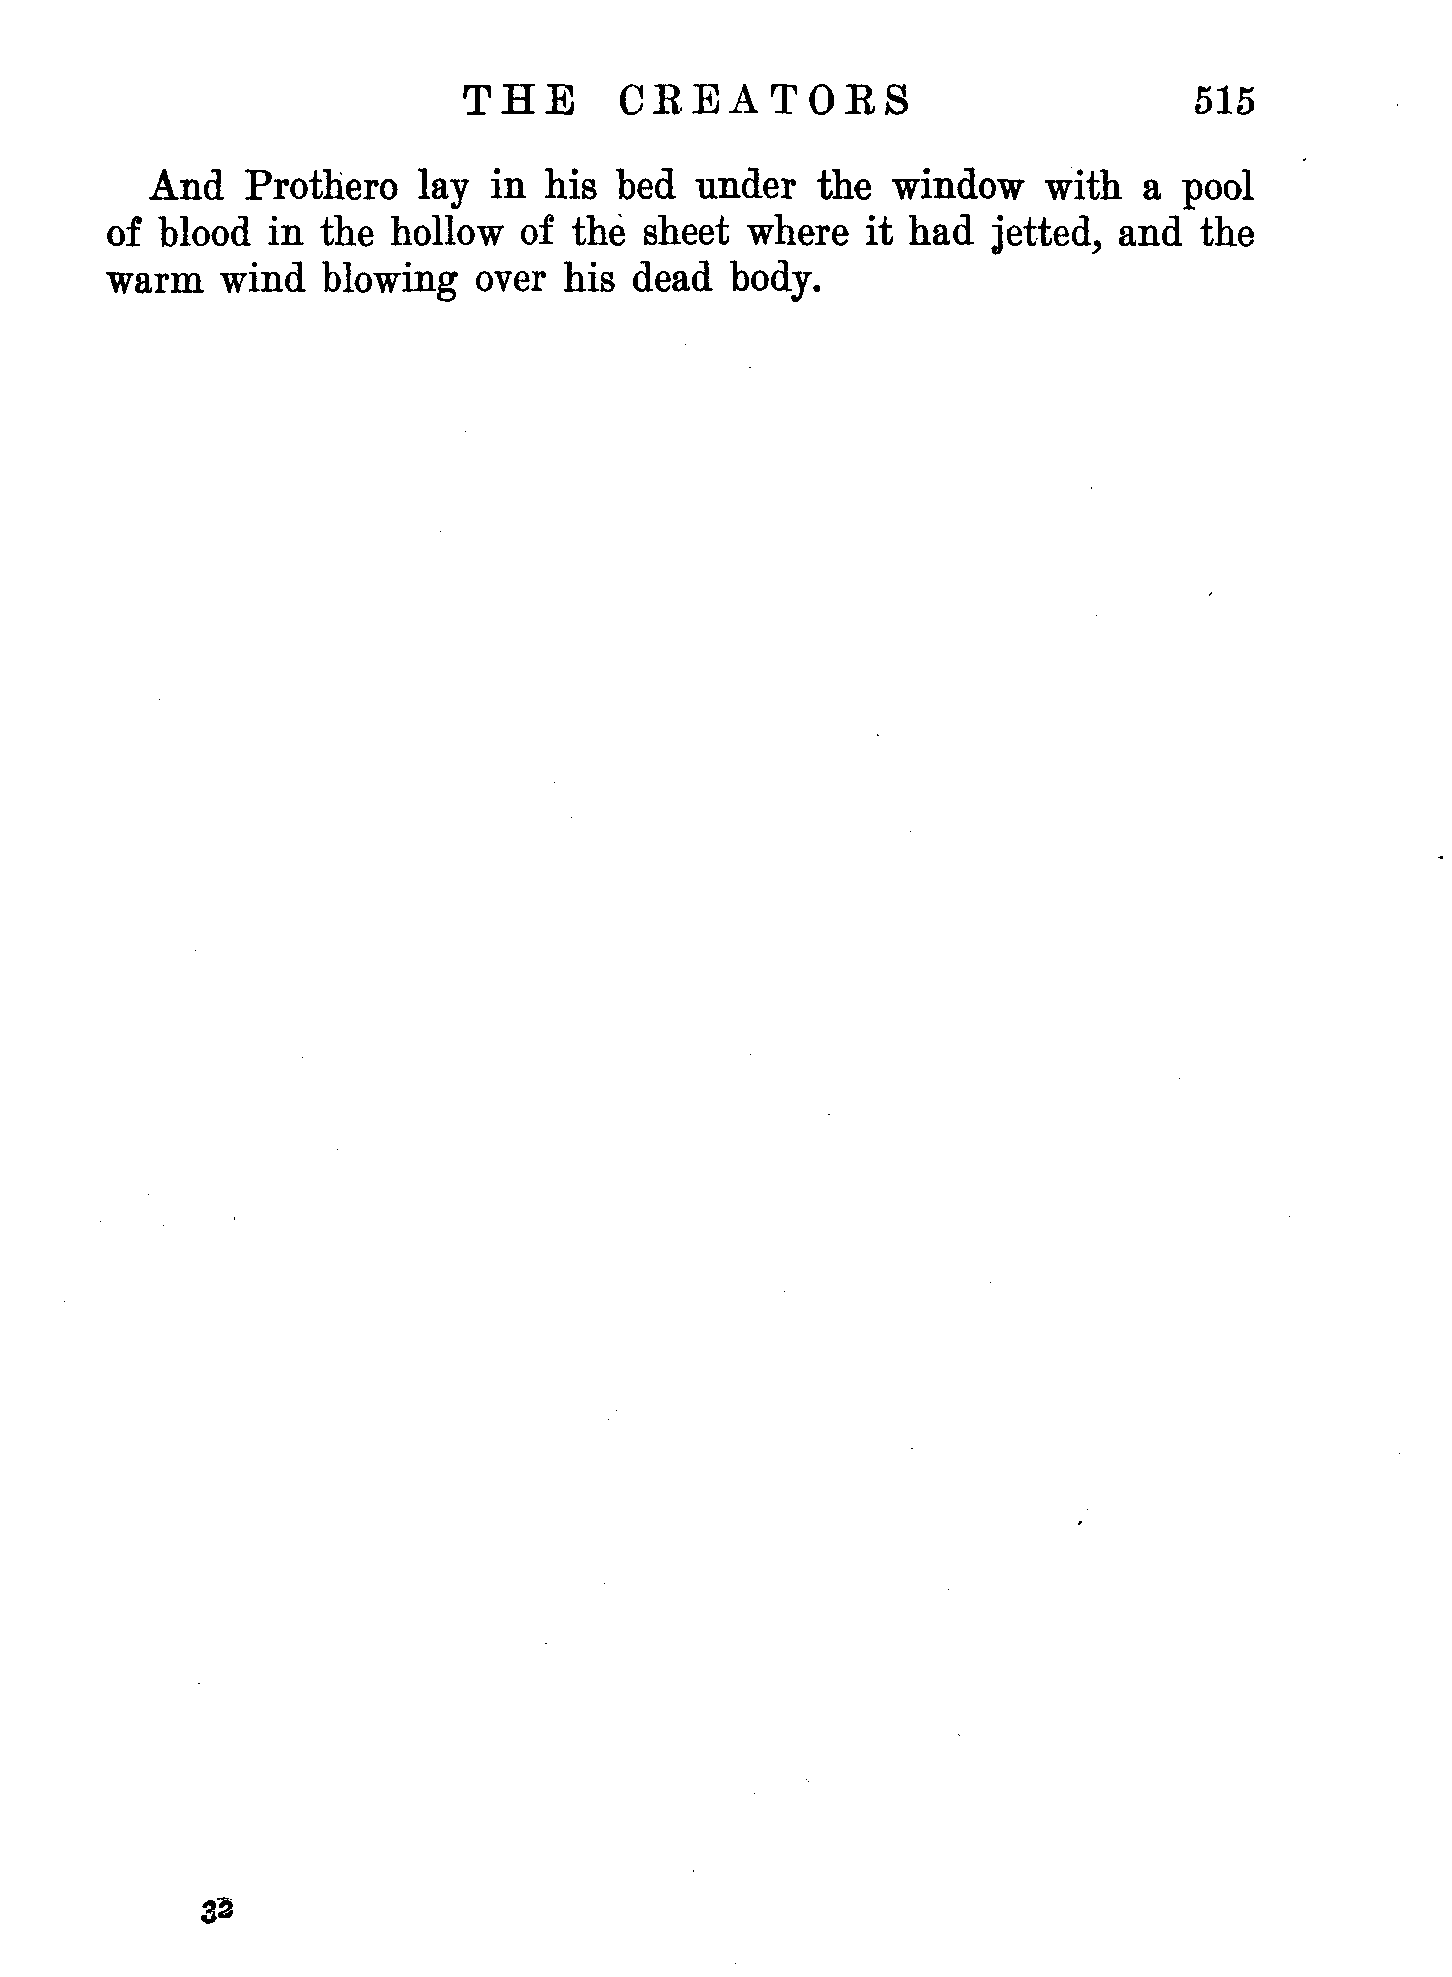 THE CREATORS 515
And Prothero lay in his bed under the window with a pool
of blood in the hollow of the sheet where it had jetted, and the
warm wind blowing over his dead body.
32